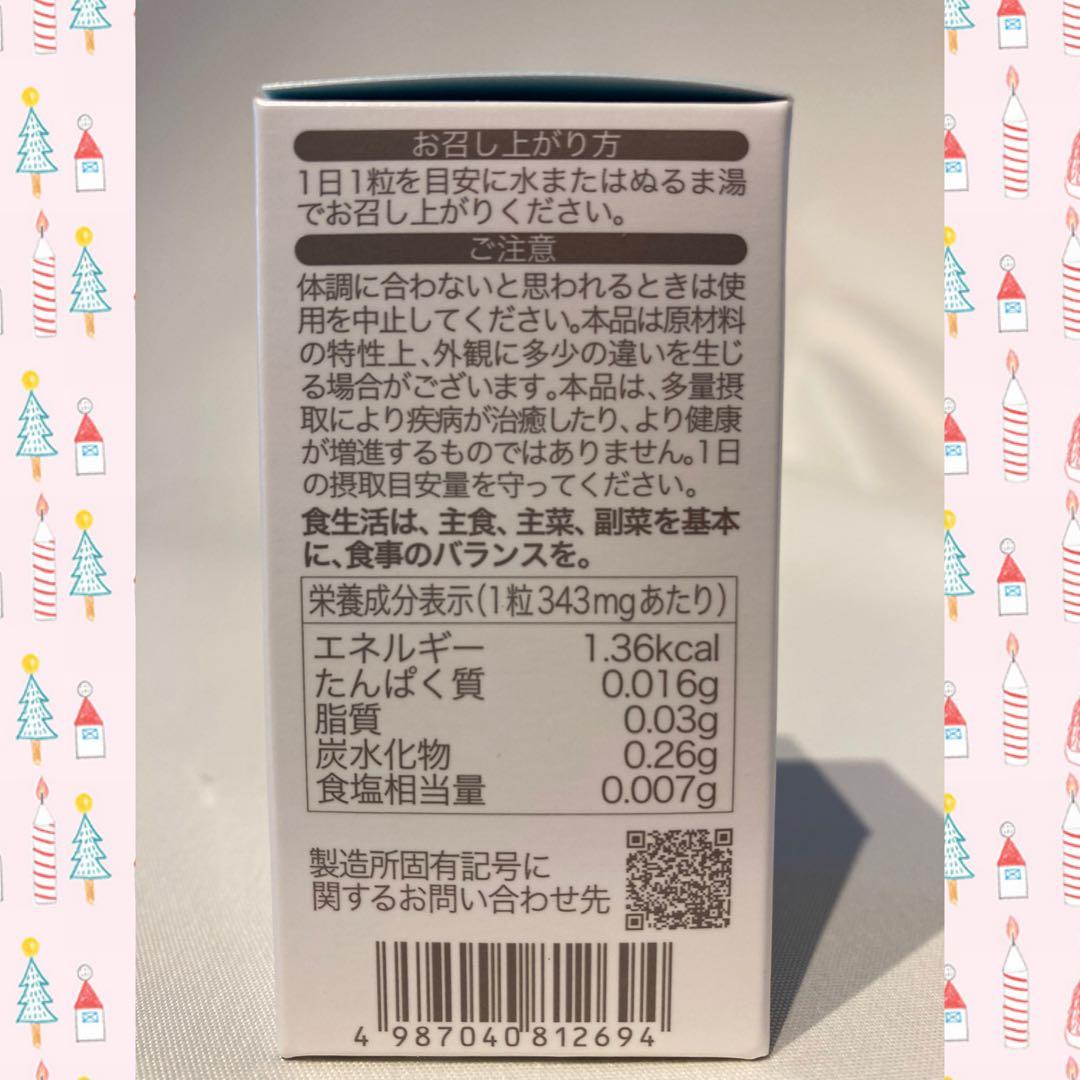 お召し上がり方
1日1粒を目安に水またはぬるま湯
でお召し上がりください。
ご注意
体調に合わないと思われるときは使
用を中止してください。本品は原材料
の特性上、外観に多少の違いを生じ
る場合がございます。本品は、多量摂
取により疾病が治癒したり、より健康
が増進するものではありません。1日
の摂取目安量を守ってください。
食生活は、主食、主菜、副菜を基本
に、食事のバランスを。
栄養成分表示(1粒343mgあたり)
エネルギー 1.36kcal
たんぱく質 0.016g
脂質 0.03g
炭水化物 0.26g
食塩相当量 0.007g
製造所固有記号に
関するお問い合わせ先
4 987040 812694